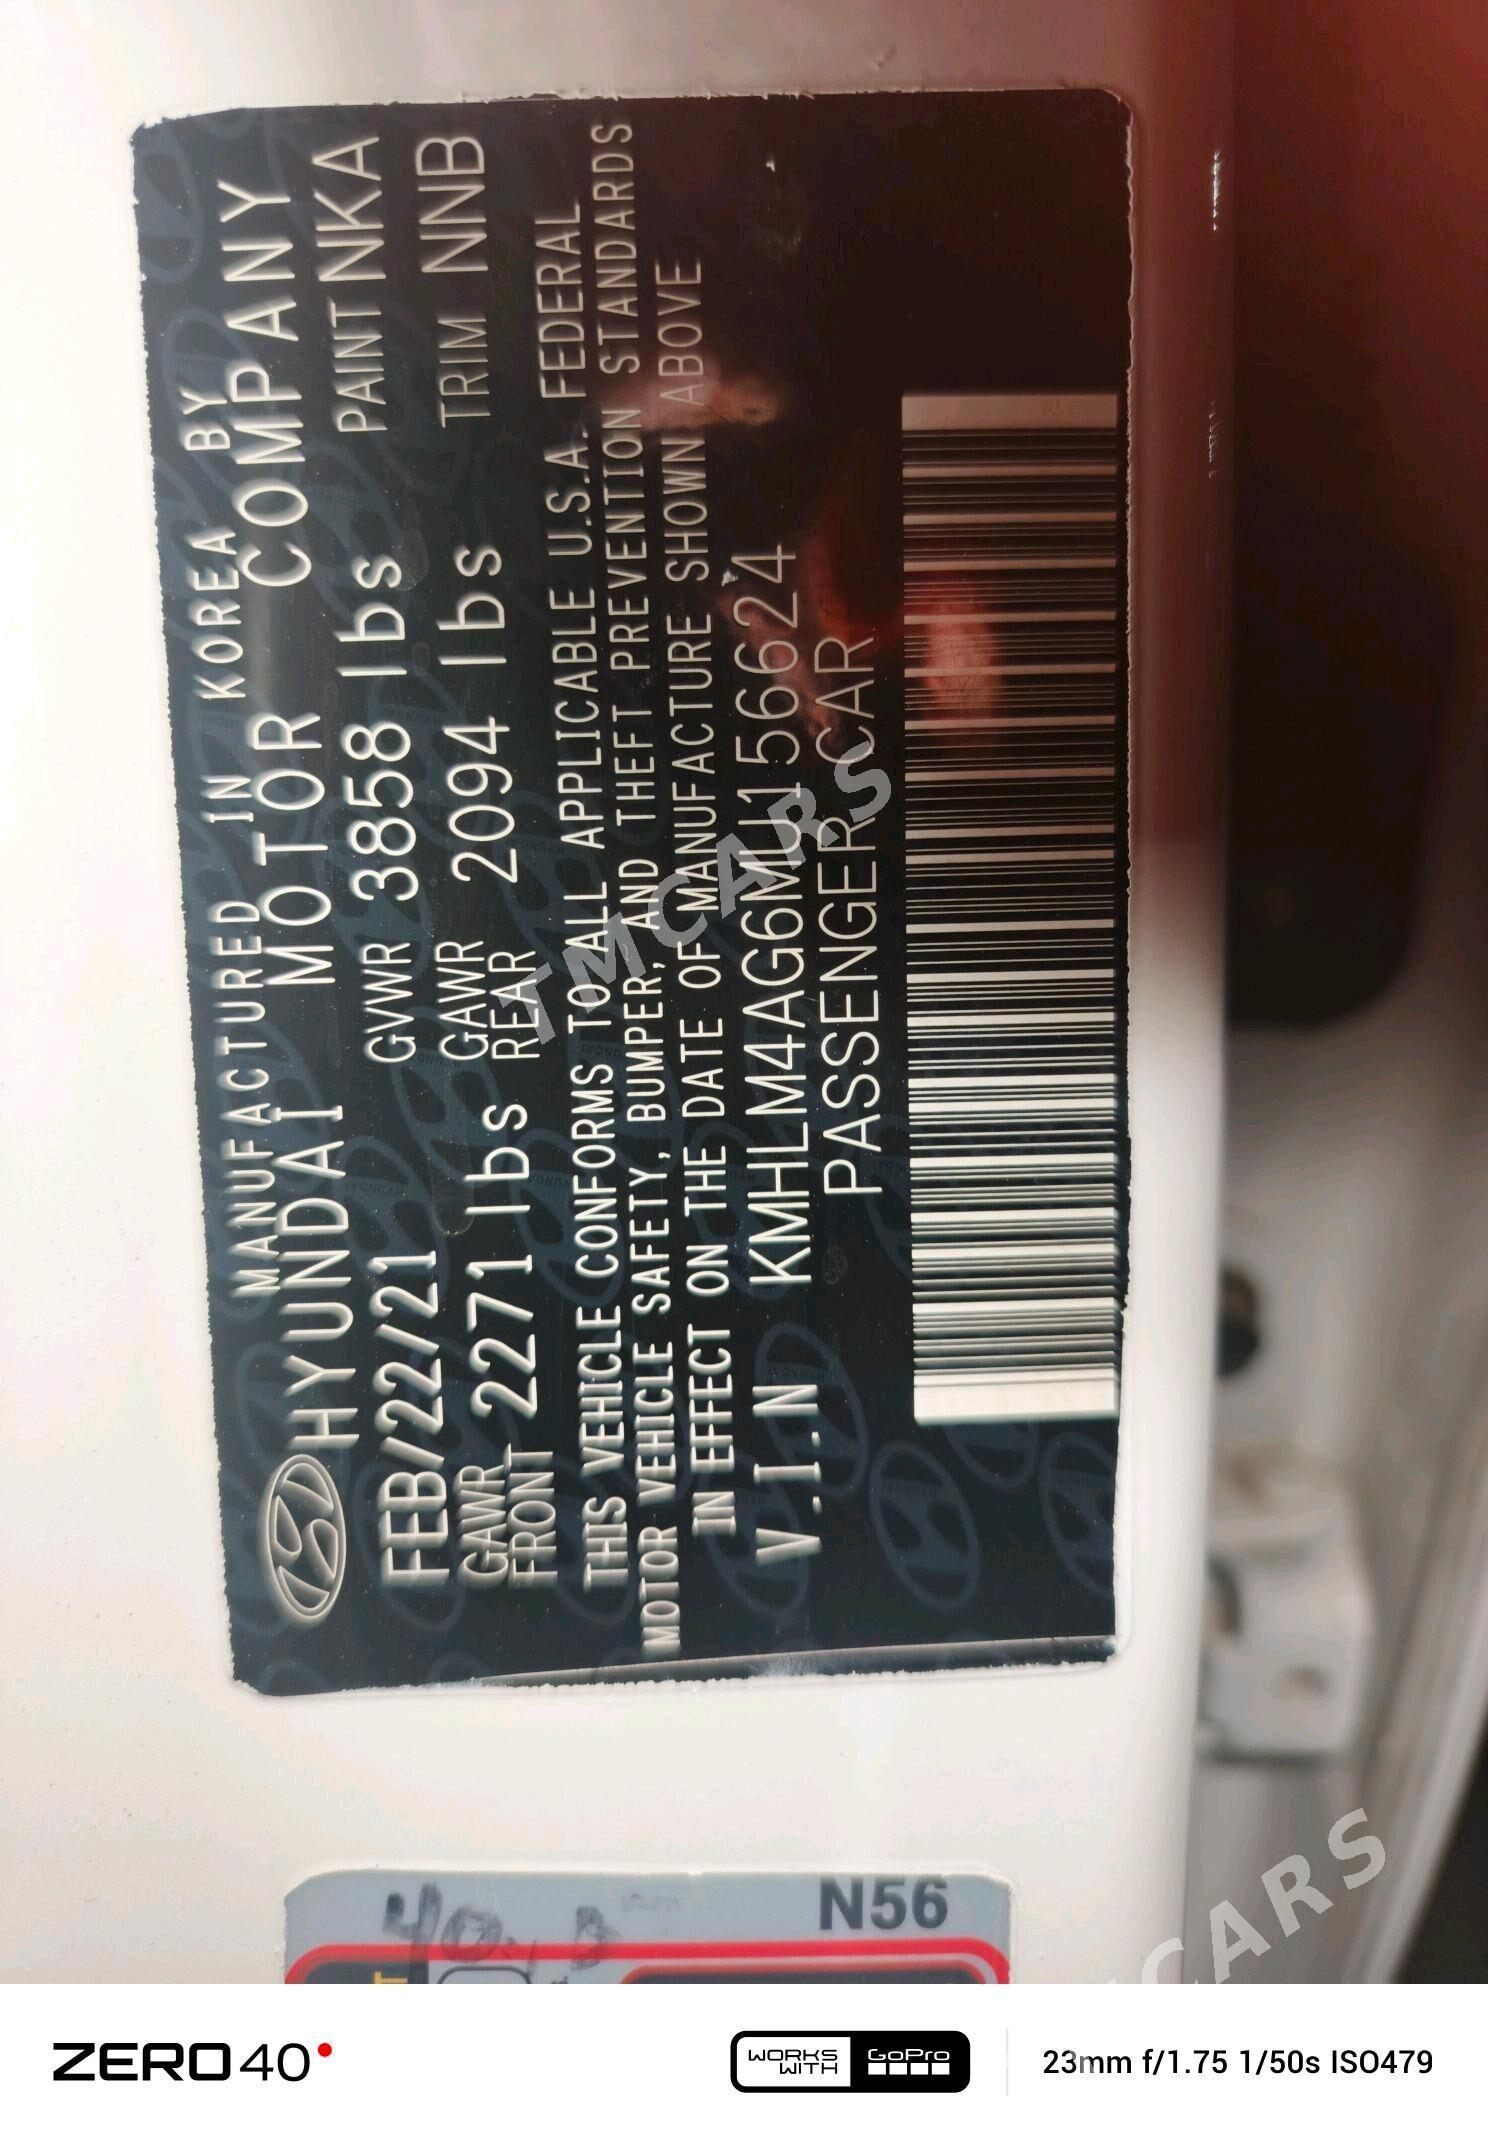 MANUFACTURED IN KOREA BY
HYUNDAI MOTOR COMPANY
FEB/22/21 GVWR 3858 lbs PAINT NKA
GAWR FRONT 2271 lbs GAWR REAR 2094 lbs TRIM NNB
THIS VEHICLE CONFORMS TO ALL APPLICABLE U.S.A. FEDERAL
MOTOR VEHICLE SAFETY, BUMPER, AND THEFT PREVENTION STANDARDS
IN EFFECT ON THE DATE OF MANUFACTURE SHOWN ABOVE
V.I.N KMHLM4AG6MU156624
PASSENGER CAR
TMCARS
N56
CARS
ZERO 40
WORKS WITH GoPro
23mm f/1.75 1/50s ISO479